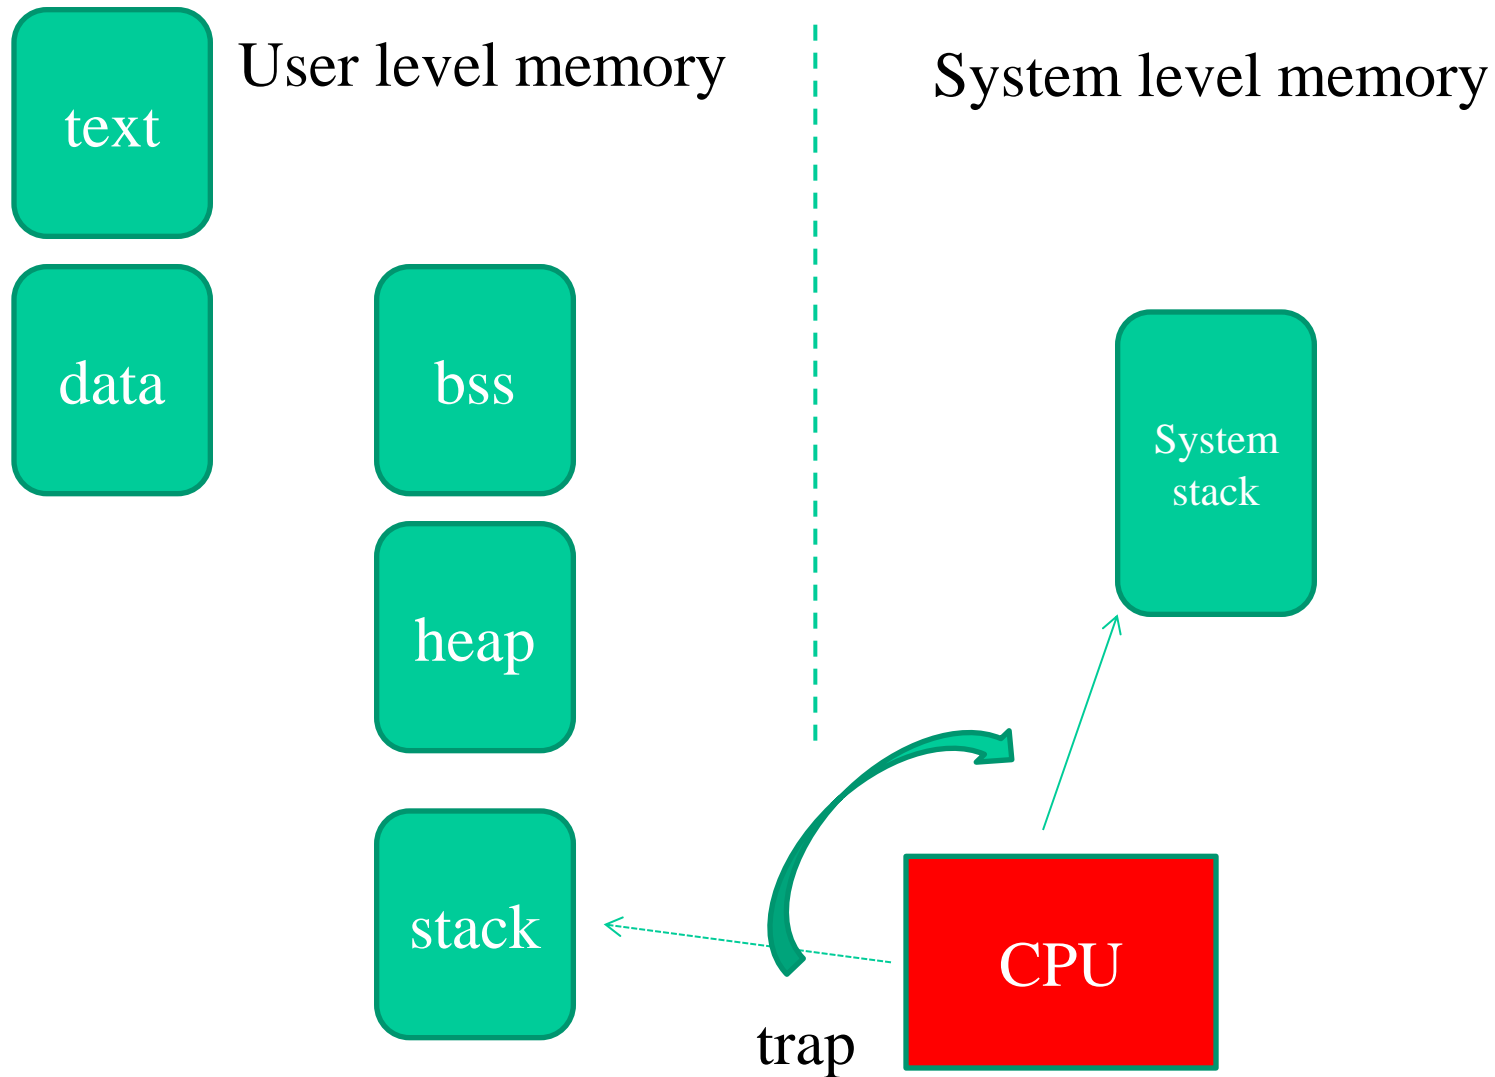 User level memory
System level memory
text
data
bss
System
stack
heap
stack
CPU
trap